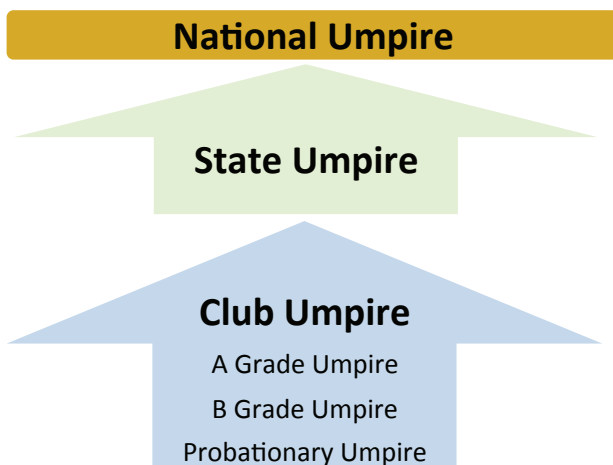 National Umpire
State Umpire
Club Umpire
A Grade Umpire
B Grade Umpire
Probationary Umpire